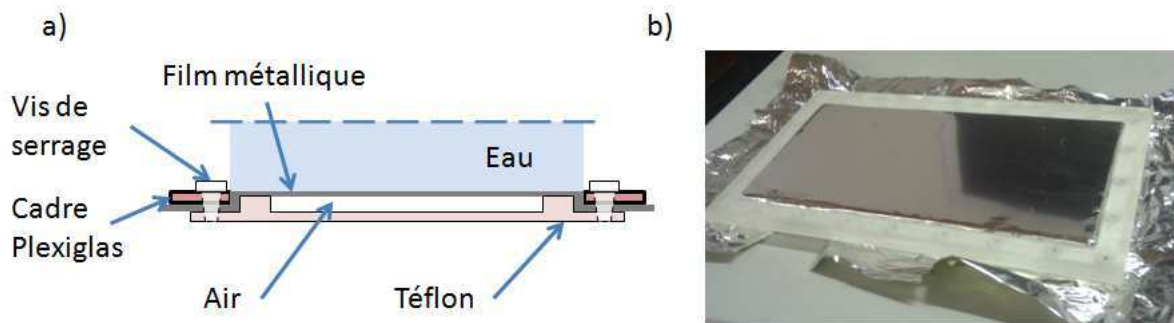 a)
b)
Film métallique
Vis de
serrage
Eau
Cadre
Plexiglas
Air
Téflon